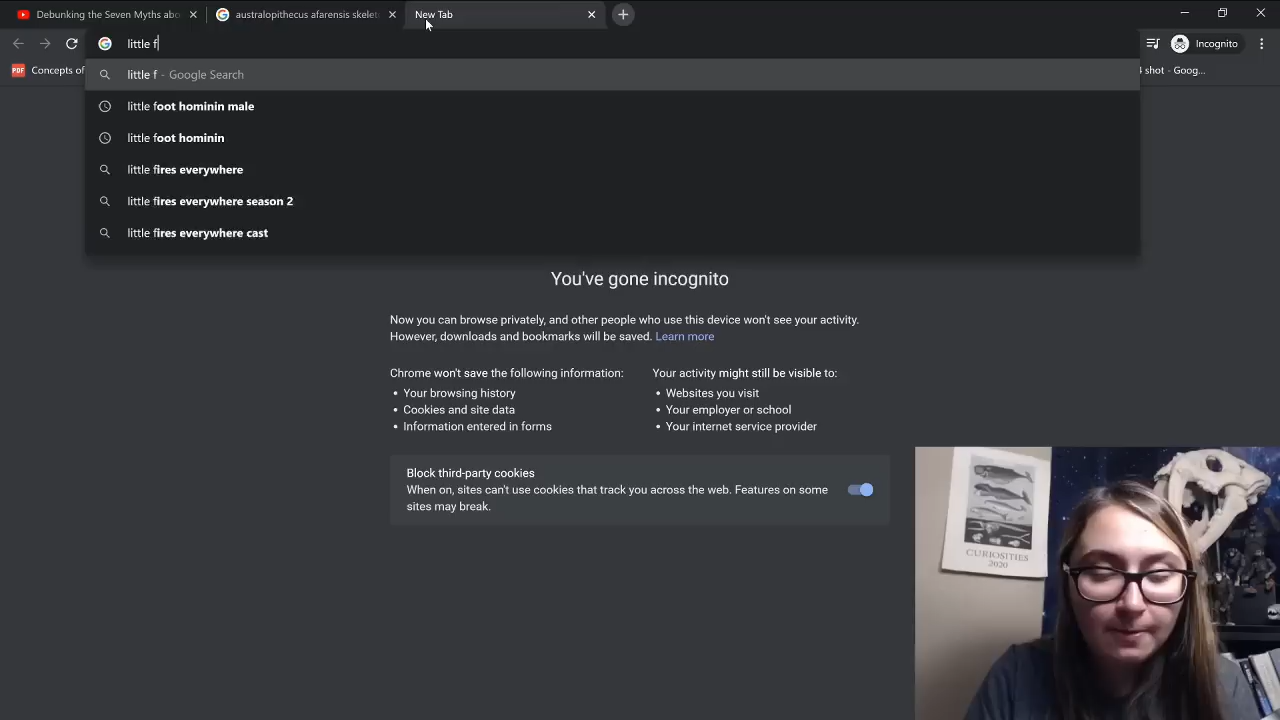 Debunking the Seven Myths abo
australopithecus afarensis skelet
New Tab
little f
Incognito
PDF Concepts of
shot - Goog...
little f - Google Search
little foot hominin male
little foot hominin
little fires everywhere
little fires everywhere season 2
little fires everywhere cast
You've gone incognito
Now you can browse privately, and other people who use this device won't see your activity.
However, downloads and bookmarks will be saved. Learn more
Chrome won't save the following information:
• Your browsing history
• Cookies and site data
• Information entered in forms
Your activity might still be visible to:
• Websites you visit
• Your employer or school
• Your internet service provider
Block third-party cookies
When on, sites can't use cookies that track you across the web. Features on some
sites may break.
CURIOSITIES
2020